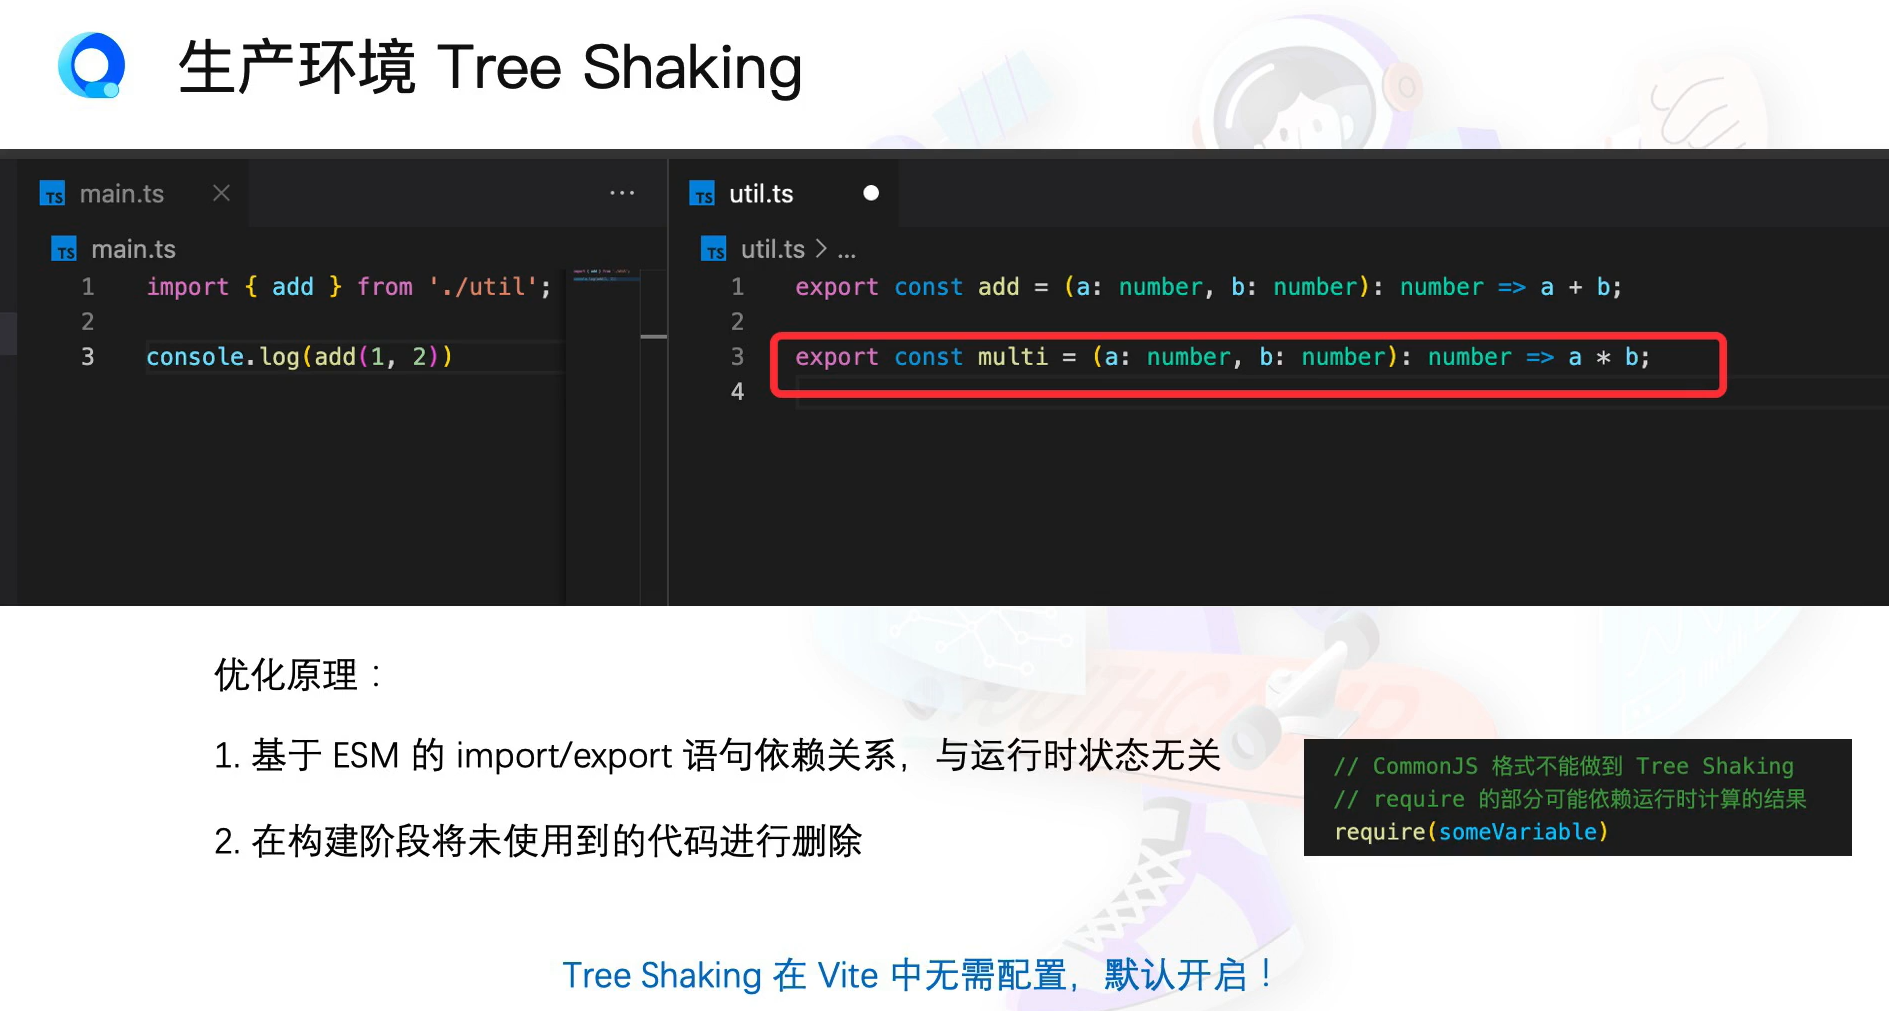 生产环境 Tree Shaking
TS main.ts
TS main.ts
1 import { add } from './util';
2
3 console.log(add(1, 2))
TS util.ts
TS util.ts > ...
1 export const add = (a: number, b: number): number => a + b;
2
3 export const multi = (a: number, b: number): number => a * b;
4
优化原理：
1. 基于 ESM 的 import/export 语句依赖关系，与运行时状态无关
2. 在构建阶段将未使用到的代码进行删除
// CommonJS 格式不能做到 Tree Shaking
// require 的部分可能依赖运行时计算的结果
require(someVariable)
Tree Shaking 在 Vite 中无需配置，默认开启！